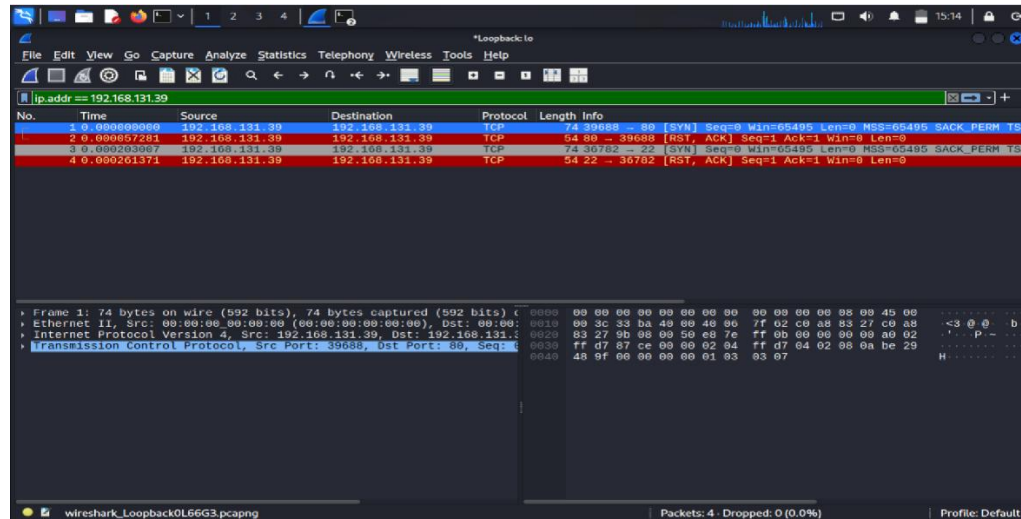 1 2 3 4 15:14
*Loopback: lo
File Edit View Go Capture Analyze Statistics Telephony Wireless Tools Help
ip.addr == 192.168.131.39
No. Time Source Destination Protocol Length Info
1 0.000000000 192.168.131.39 192.168.131.39 TCP 74 39688 → 80 [SYN] Seq=0 Win=65495 Len=0 MSS=65495 SACK_PERM TS
2 0.000057281 192.168.131.39 192.168.131.39 TCP 54 80 → 39688 [RST, ACK] Seq=1 Ack=1 Win=0 Len=0
3 0.000203007 192.168.131.39 192.168.131.39 TCP 74 36782 → 22 [SYN] Seq=0 Win=65495 Len=0 MSS=65495 SACK_PERM TS
4 0.000261371 192.168.131.39 192.168.131.39 TCP 54 22 → 36782 [RST, ACK] Seq=1 Ack=1 Win=0 Len=0
Frame 1: 74 bytes on wire (592 bits), 74 bytes captured (592 bits)
Ethernet II, Src: 00:00:00_00:00:00 (00:00:00:00:00:00), Dst: 00:00:
Internet Protocol Version 4, Src: 192.168.131.39, Dst: 192.168.131.
Transmission Control Protocol, Src Port: 39688, Dst Port: 80, Seq:
0000 00 00 00 00 00 00 00 00 00 00 00 00 08 00 45 00
0010 00 3c 33 ba 40 00 40 06 7f 62 c0 a8 83 27 c0 a8 ·<3·@·@· ·b
0020 83 27 9b 08 00 50 e8 7e ff 0b 00 00 00 00 a0 02 ·'···P·~
0030 ff d7 87 ce 00 00 02 04 ff d7 04 02 08 0a be 29
0040 48 9f 00 00 00 00 01 03 03 07 H·······
wireshark_Loopback0L66G3.pcapng Packets: 4 · Dropped: 0 (0.0%) Profile: Default